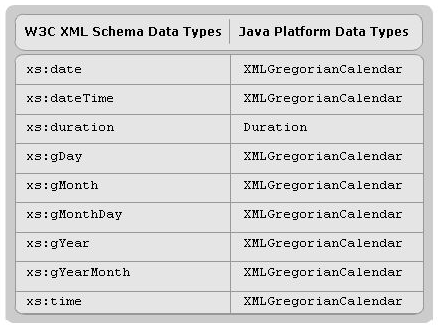 W3C XML Schema Data Types Java Platform Data Types
xs:date XMLGregorianCalendar
xs:dateTime XMLGregorianCalendar
xs:duration Duration
xs:gDay XMLGregorianCalendar
xs:gMonth XMLGregorianCalendar
xs:gMonthDay XMLGregorianCalendar
xs:gYear XMLGregorianCalendar
xs:gYearMonth XMLGregorianCalendar
xs:time XMLGregorianCalendar